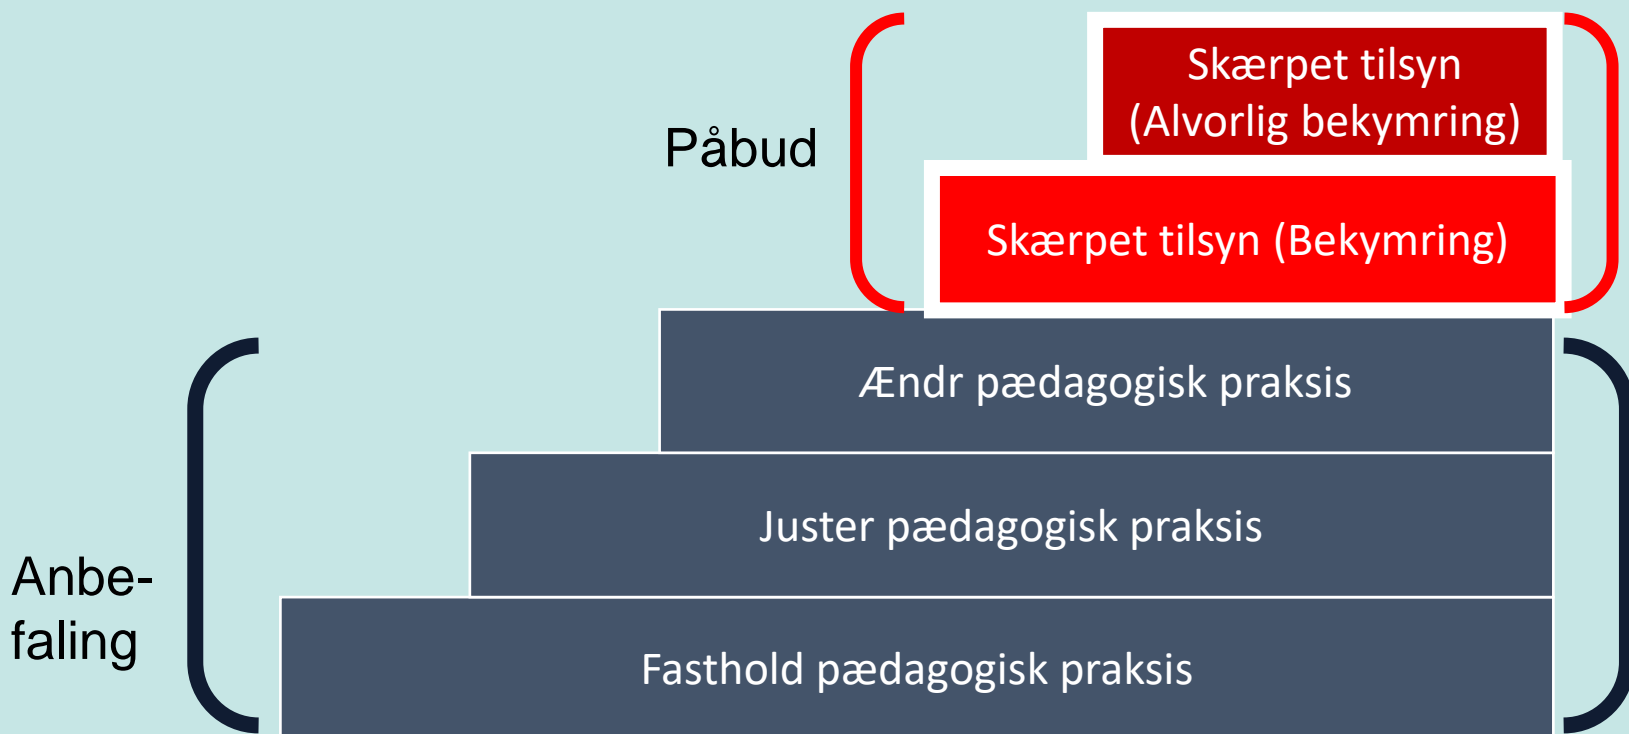 Skærpet tilsyn
(Alvorlig bekymring)
Påbud
Skærpet tilsyn (Bekymring)
Ændr pædagogisk praksis
Juster pædagogisk praksis
Anbe-
faling
Fasthold pædagogisk praksis